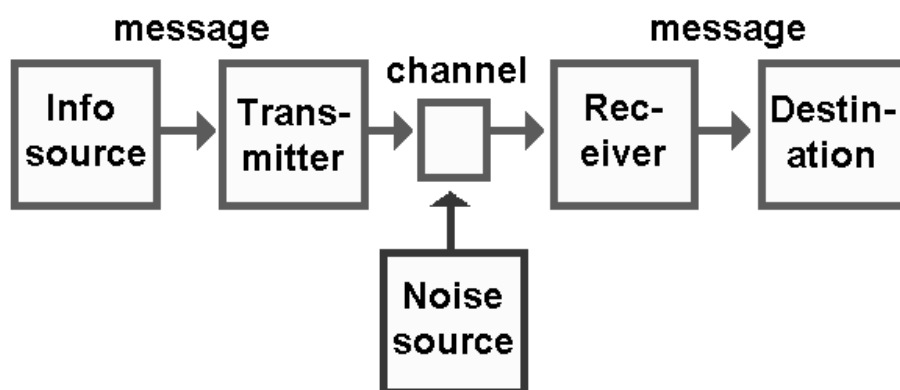 message
message
channel
Info
source
Trans-
mitter
Rec-
eiver
Destin-
ation
Noise
source